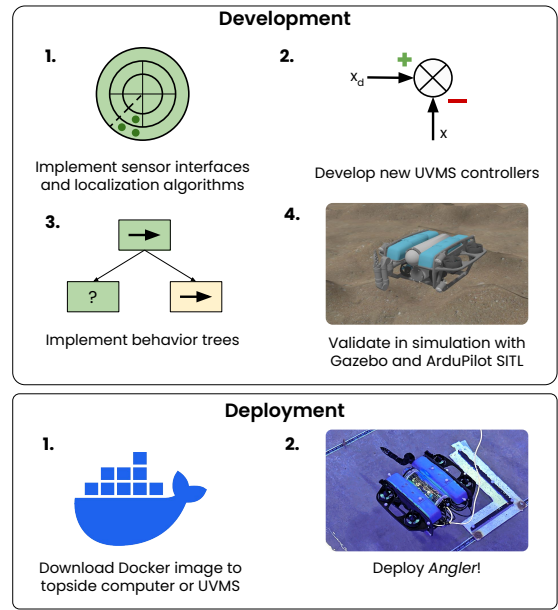 Development
1.
Implement sensor interfaces
and localization algorithms
2.
+
x_d
−
x
Develop new UVMS controllers
3.
?
Implement behavior trees
4.
Validate in simulation with
Gazebo and ArduPilot SITL
Deployment
1.
Download Docker image to
topside computer or UVMS
2.
Deploy Angler!